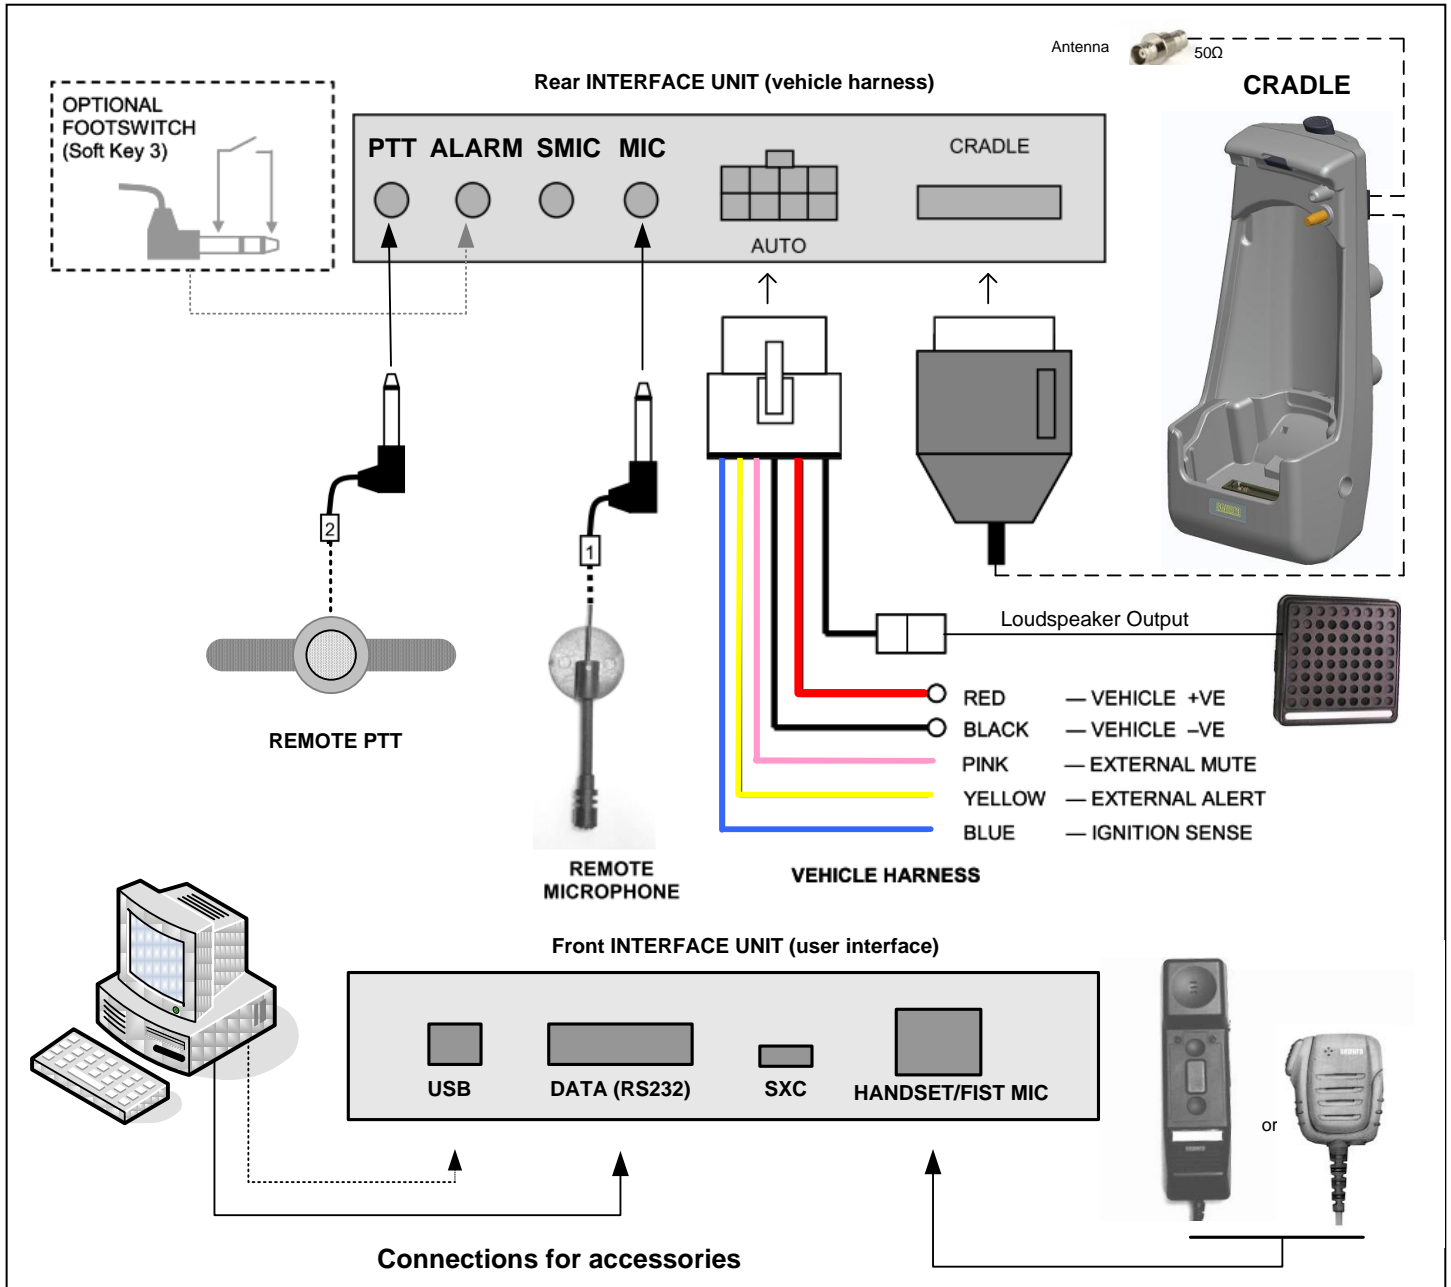 Antenna
50Ω
Rear INTERFACE UNIT (vehicle harness)
CRADLE
OPTIONAL
FOOTSWITCH
(Soft Key 3)
PTT ALARM SMIC MIC
CRADLE
AUTO
2
1
Loudspeaker Output
REMOTE PTT
RED — VEHICLE +VE
BLACK — VEHICLE –VE
PINK — EXTERNAL MUTE
YELLOW — EXTERNAL ALERT
BLUE — IGNITION SENSE
REMOTE
MICROPHONE
VEHICLE HARNESS
Front INTERFACE UNIT (user interface)
USB
DATA (RS232)
SXC
HANDSET/FIST MIC
or
Connections for accessories